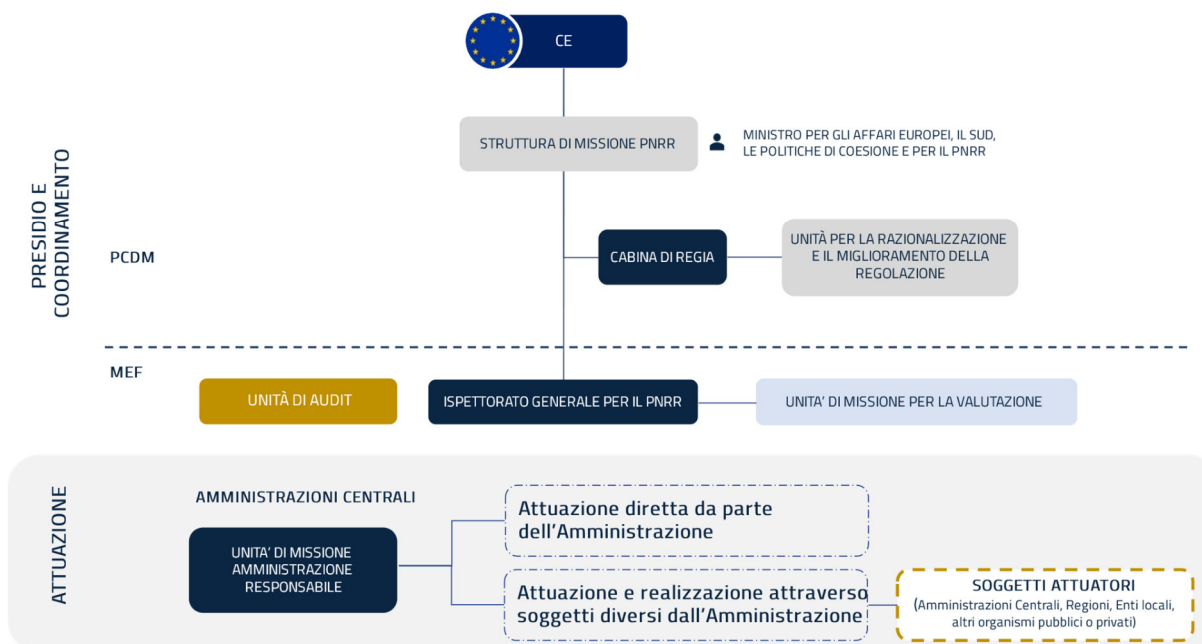 CE
STRUTTURA DI MISSIONE PNRR
MINISTRO PER GLI AFFARI EUROPEI, IL SUD,
LE POLITICHE DI COESIONE E PER IL PNRR
PRESIDIO E
COORDINAMENTO
PCDM
CABINA DI REGIA
UNITÀ PER LA RAZIONALIZZAZIONE
E IL MIGLIORAMENTO DELLA
REGOLAZIONE
MEF
UNITÀ DI AUDIT
ISPETTORATO GENERALE PER IL PNRR
UNITA' DI MISSIONE PER LA VALUTAZIONE
ATTUAZIONE
AMMINISTRAZIONI CENTRALI
UNITA' DI MISSIONE
AMMINISTRAZIONE
RESPONSABILE
Attuazione diretta da parte
dell'Amministrazione
Attuazione e realizzazione attraverso
soggetti diversi dall'Amministrazione
SOGGETTI ATTUATORI
(Amministrazioni Centrali, Regioni, Enti locali,
altri organismi pubblici o privati)